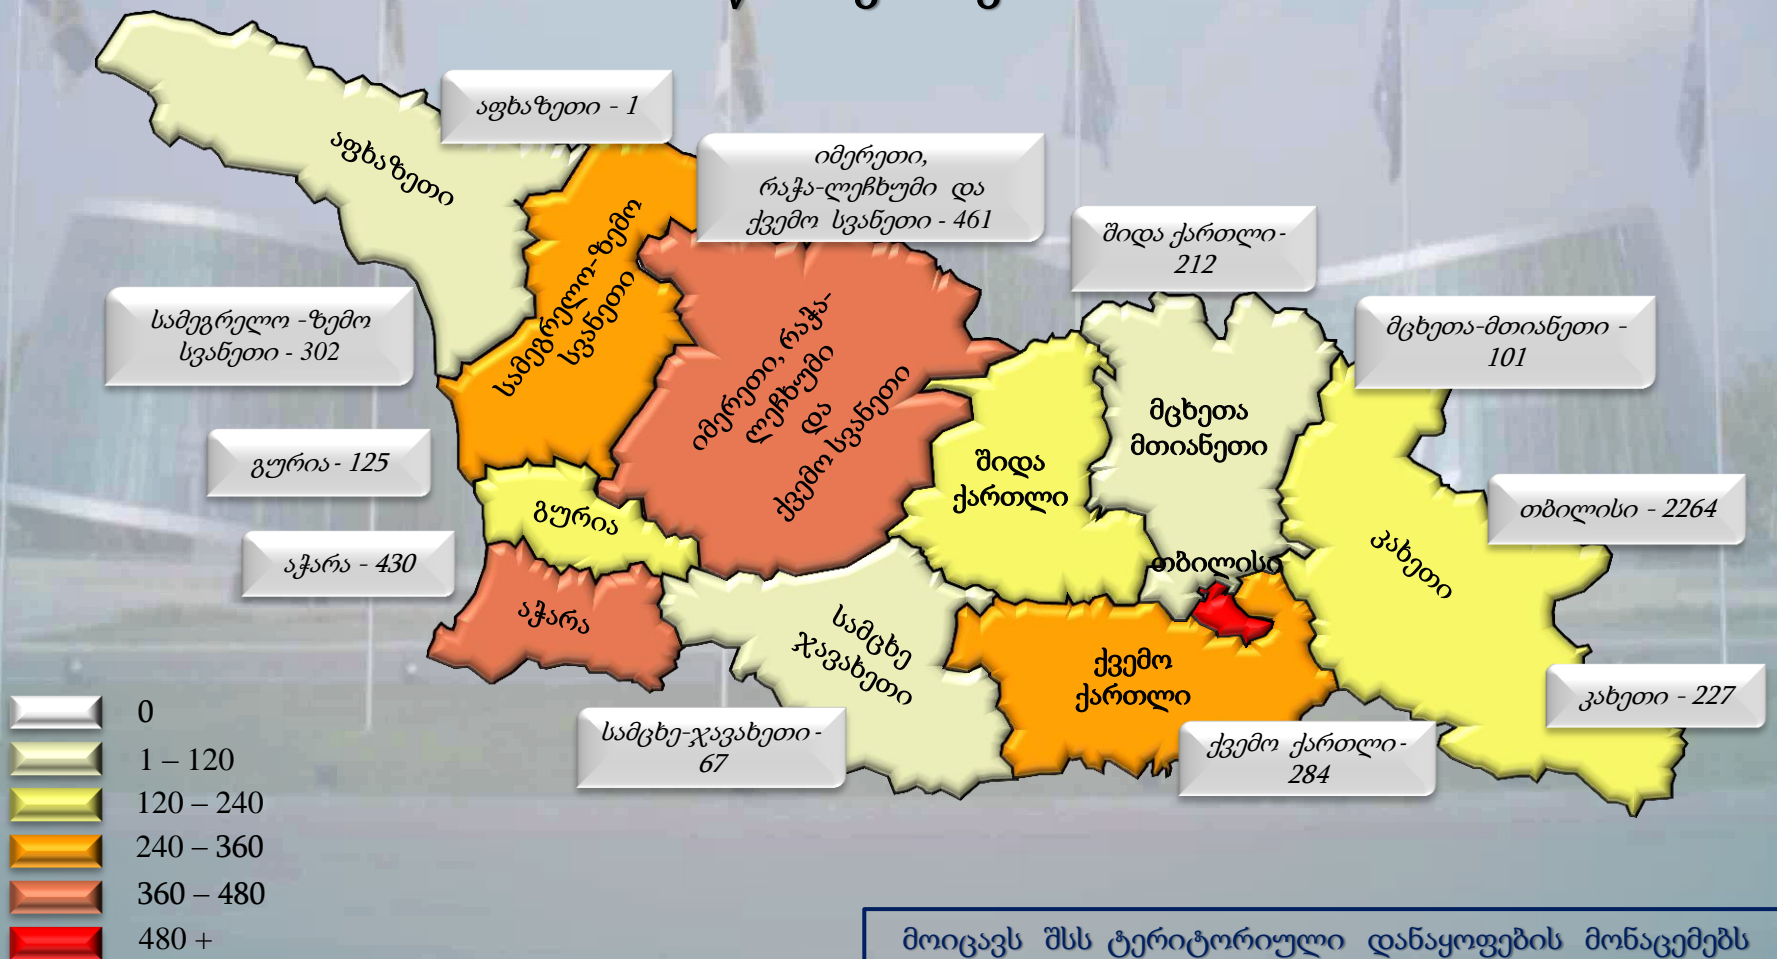 აფხაზეთი - 1
იმერეთი,
რაჭა-ლეჩხუმი და
ქვემო სვანეთი - 461
შიდა ქართლი-
212
მცხეთა-მთიანეთი -
101
სამეგრელო -ზემო
სვანეთი - 302
გურია- 125
თბილისი - 2264
აჭარა - 430
კახეთი - 227
სამცხე-ჯავახეთი-
67
ქვემო ქართლი-
284
აფხაზეთი
სამეგრელო-ზემო
სვანეთი
იმერეთი, რაჭა-
ლეჩხუმი
და
ქვემო სვანეთი
შიდა
ქართლი
მცხეთა
მთიანეთი
გურია
თბილისი
კახეთი
აჭარა
სამცხე
ჯავახეთი
ქვემო
ქართლი
0
1 – 120
120 – 240
240 – 360
360 – 480
480 +
მოიცავს შსს ტერიტორიული დანაყოფების მონაცემებს